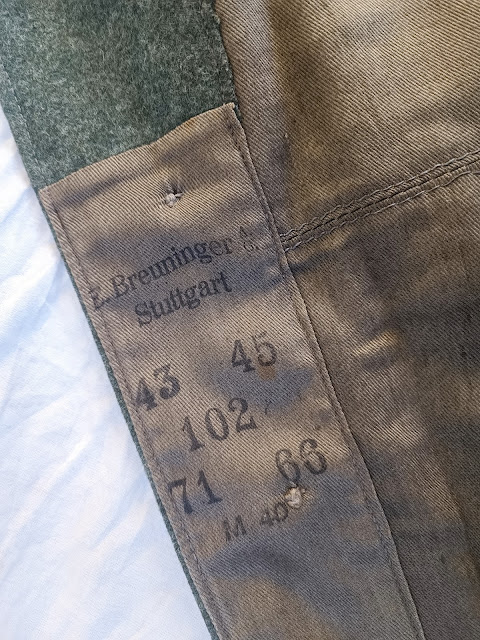 E. Breuninger A.G.
Stuttgart
43 45
102
71 66
M 40